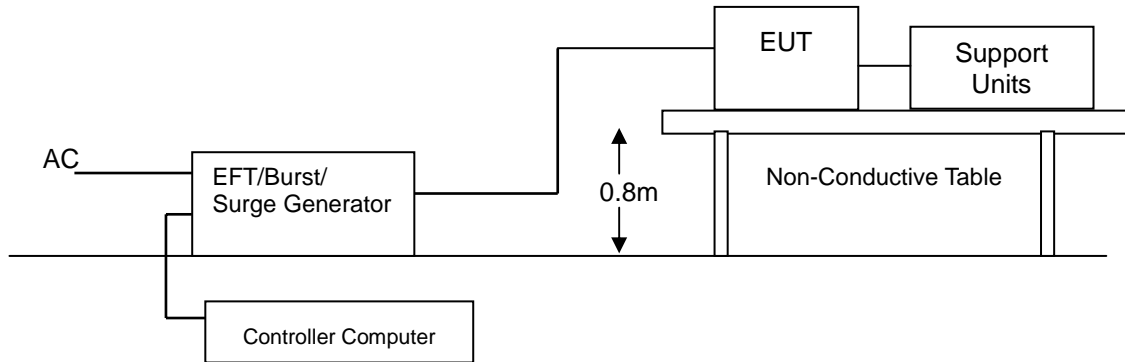 EUT
Support
Units
AC
EFT/Burst/
Surge Generator
0.8m
Non-Conductive Table
Controller Computer